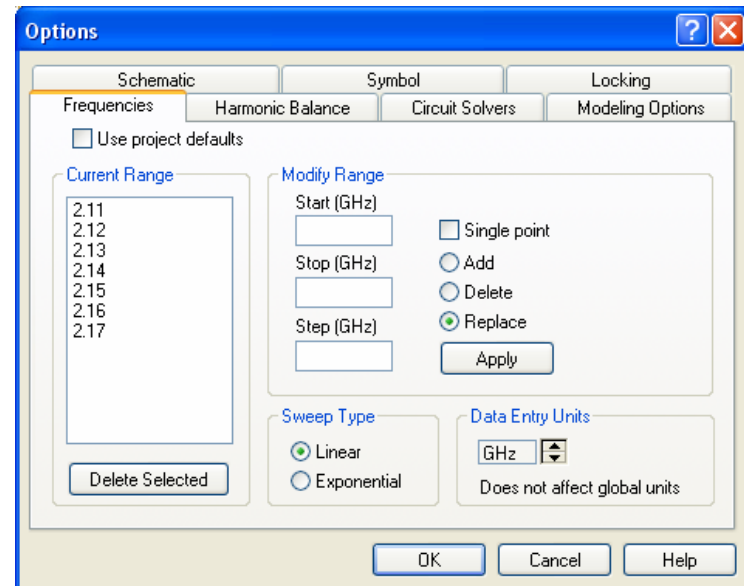 Options
Schematic
Symbol
Locking
Frequencies
Harmonic Balance
Circuit Solvers
Modeling Options
Use project defaults
Current Range
2.11
2.12
2.13
2.14
2.15
2.16
2.17
Delete Selected
Modify Range
Start (GHz)
Stop (GHz)
Step (GHz)
Single point
Add
Delete
Replace
Apply
Sweep Type
Linear
Exponential
Data Entry Units
GHz
Does not affect global units
OK
Cancel
Help